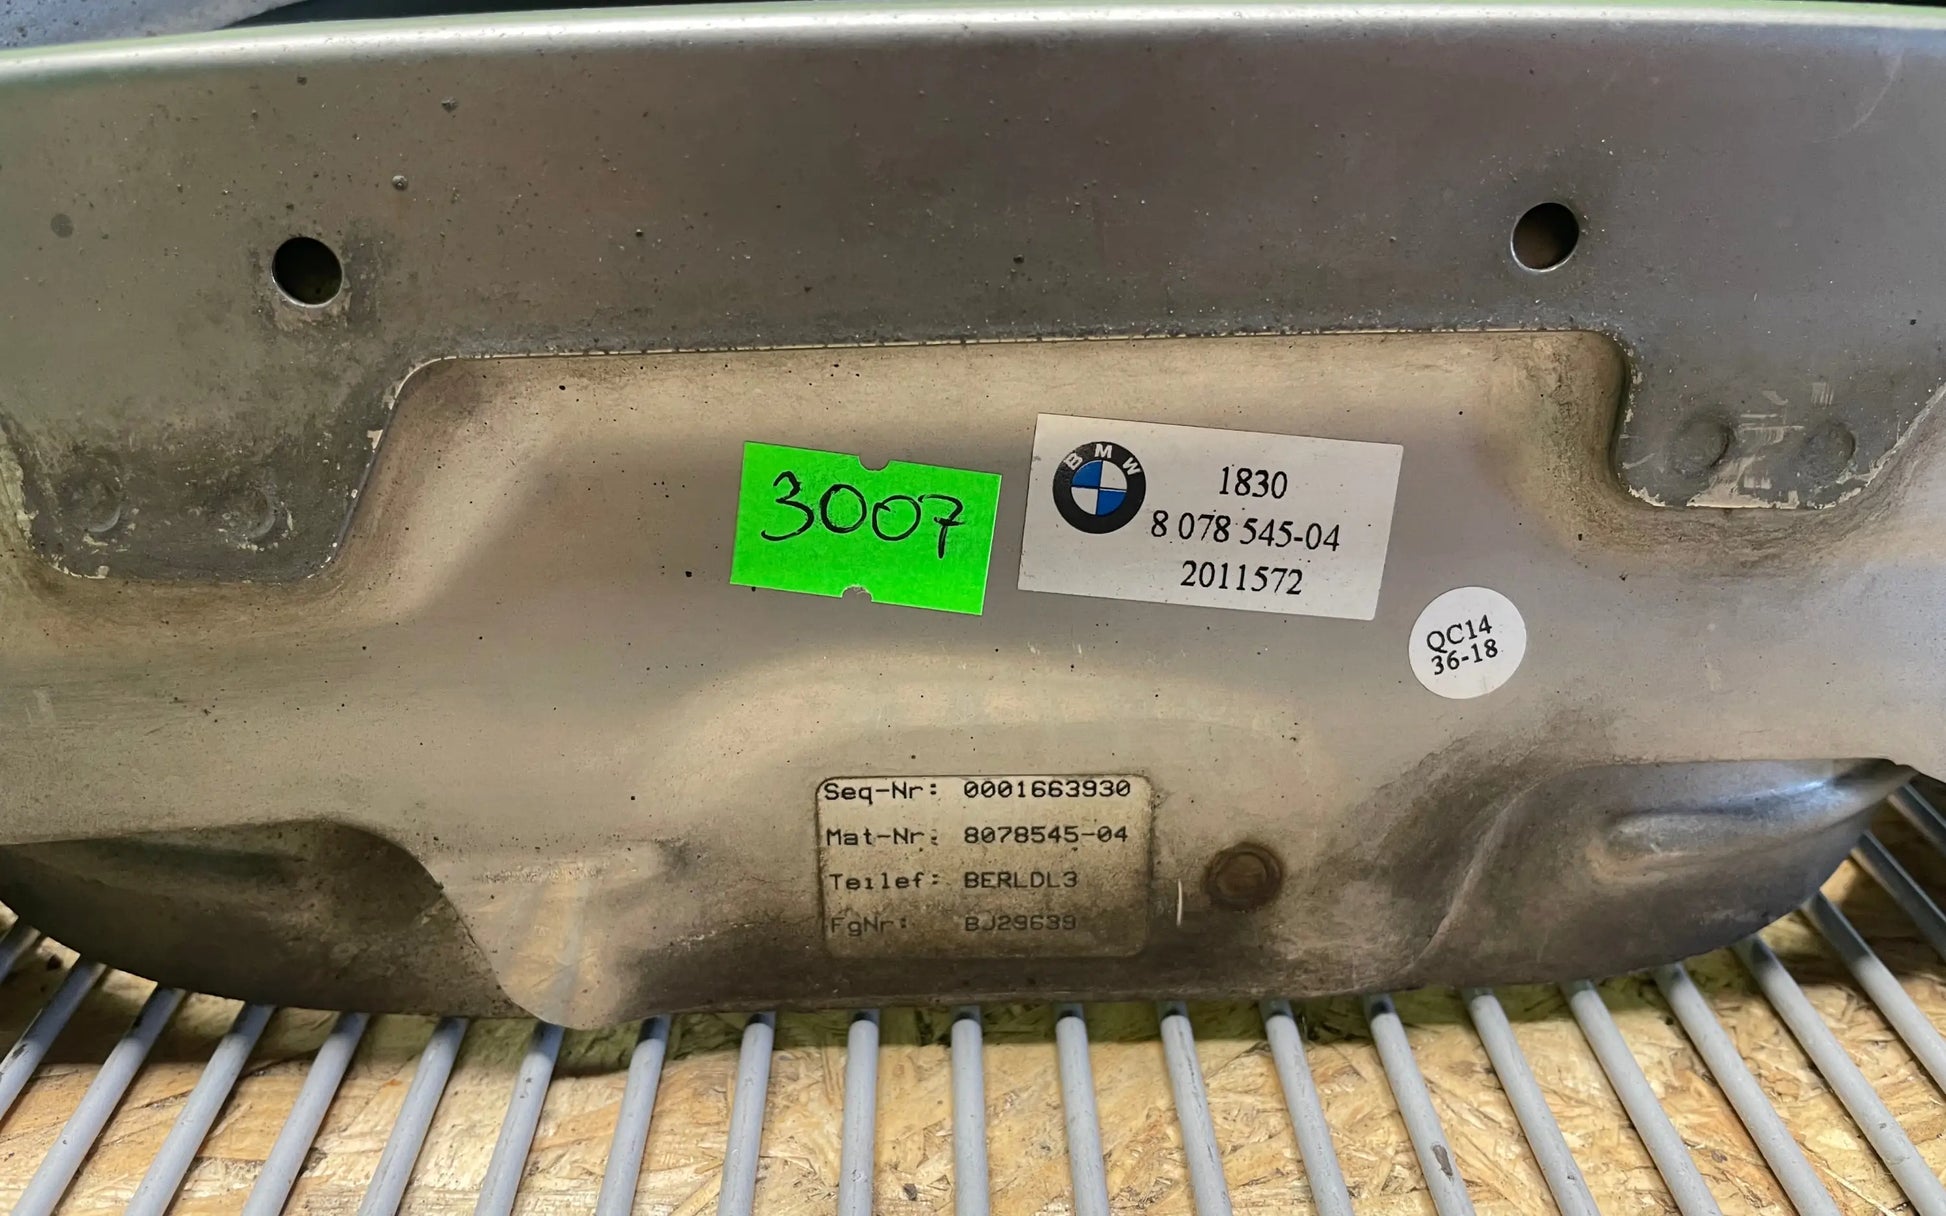 3007
BMW
1830
8 078 545-04
2011572
QC14
36-18
Seq-Nr: 0001663930
Mat-Nr: 8078545-04
Teilef: BERLDL3
FgNr: BJ29639